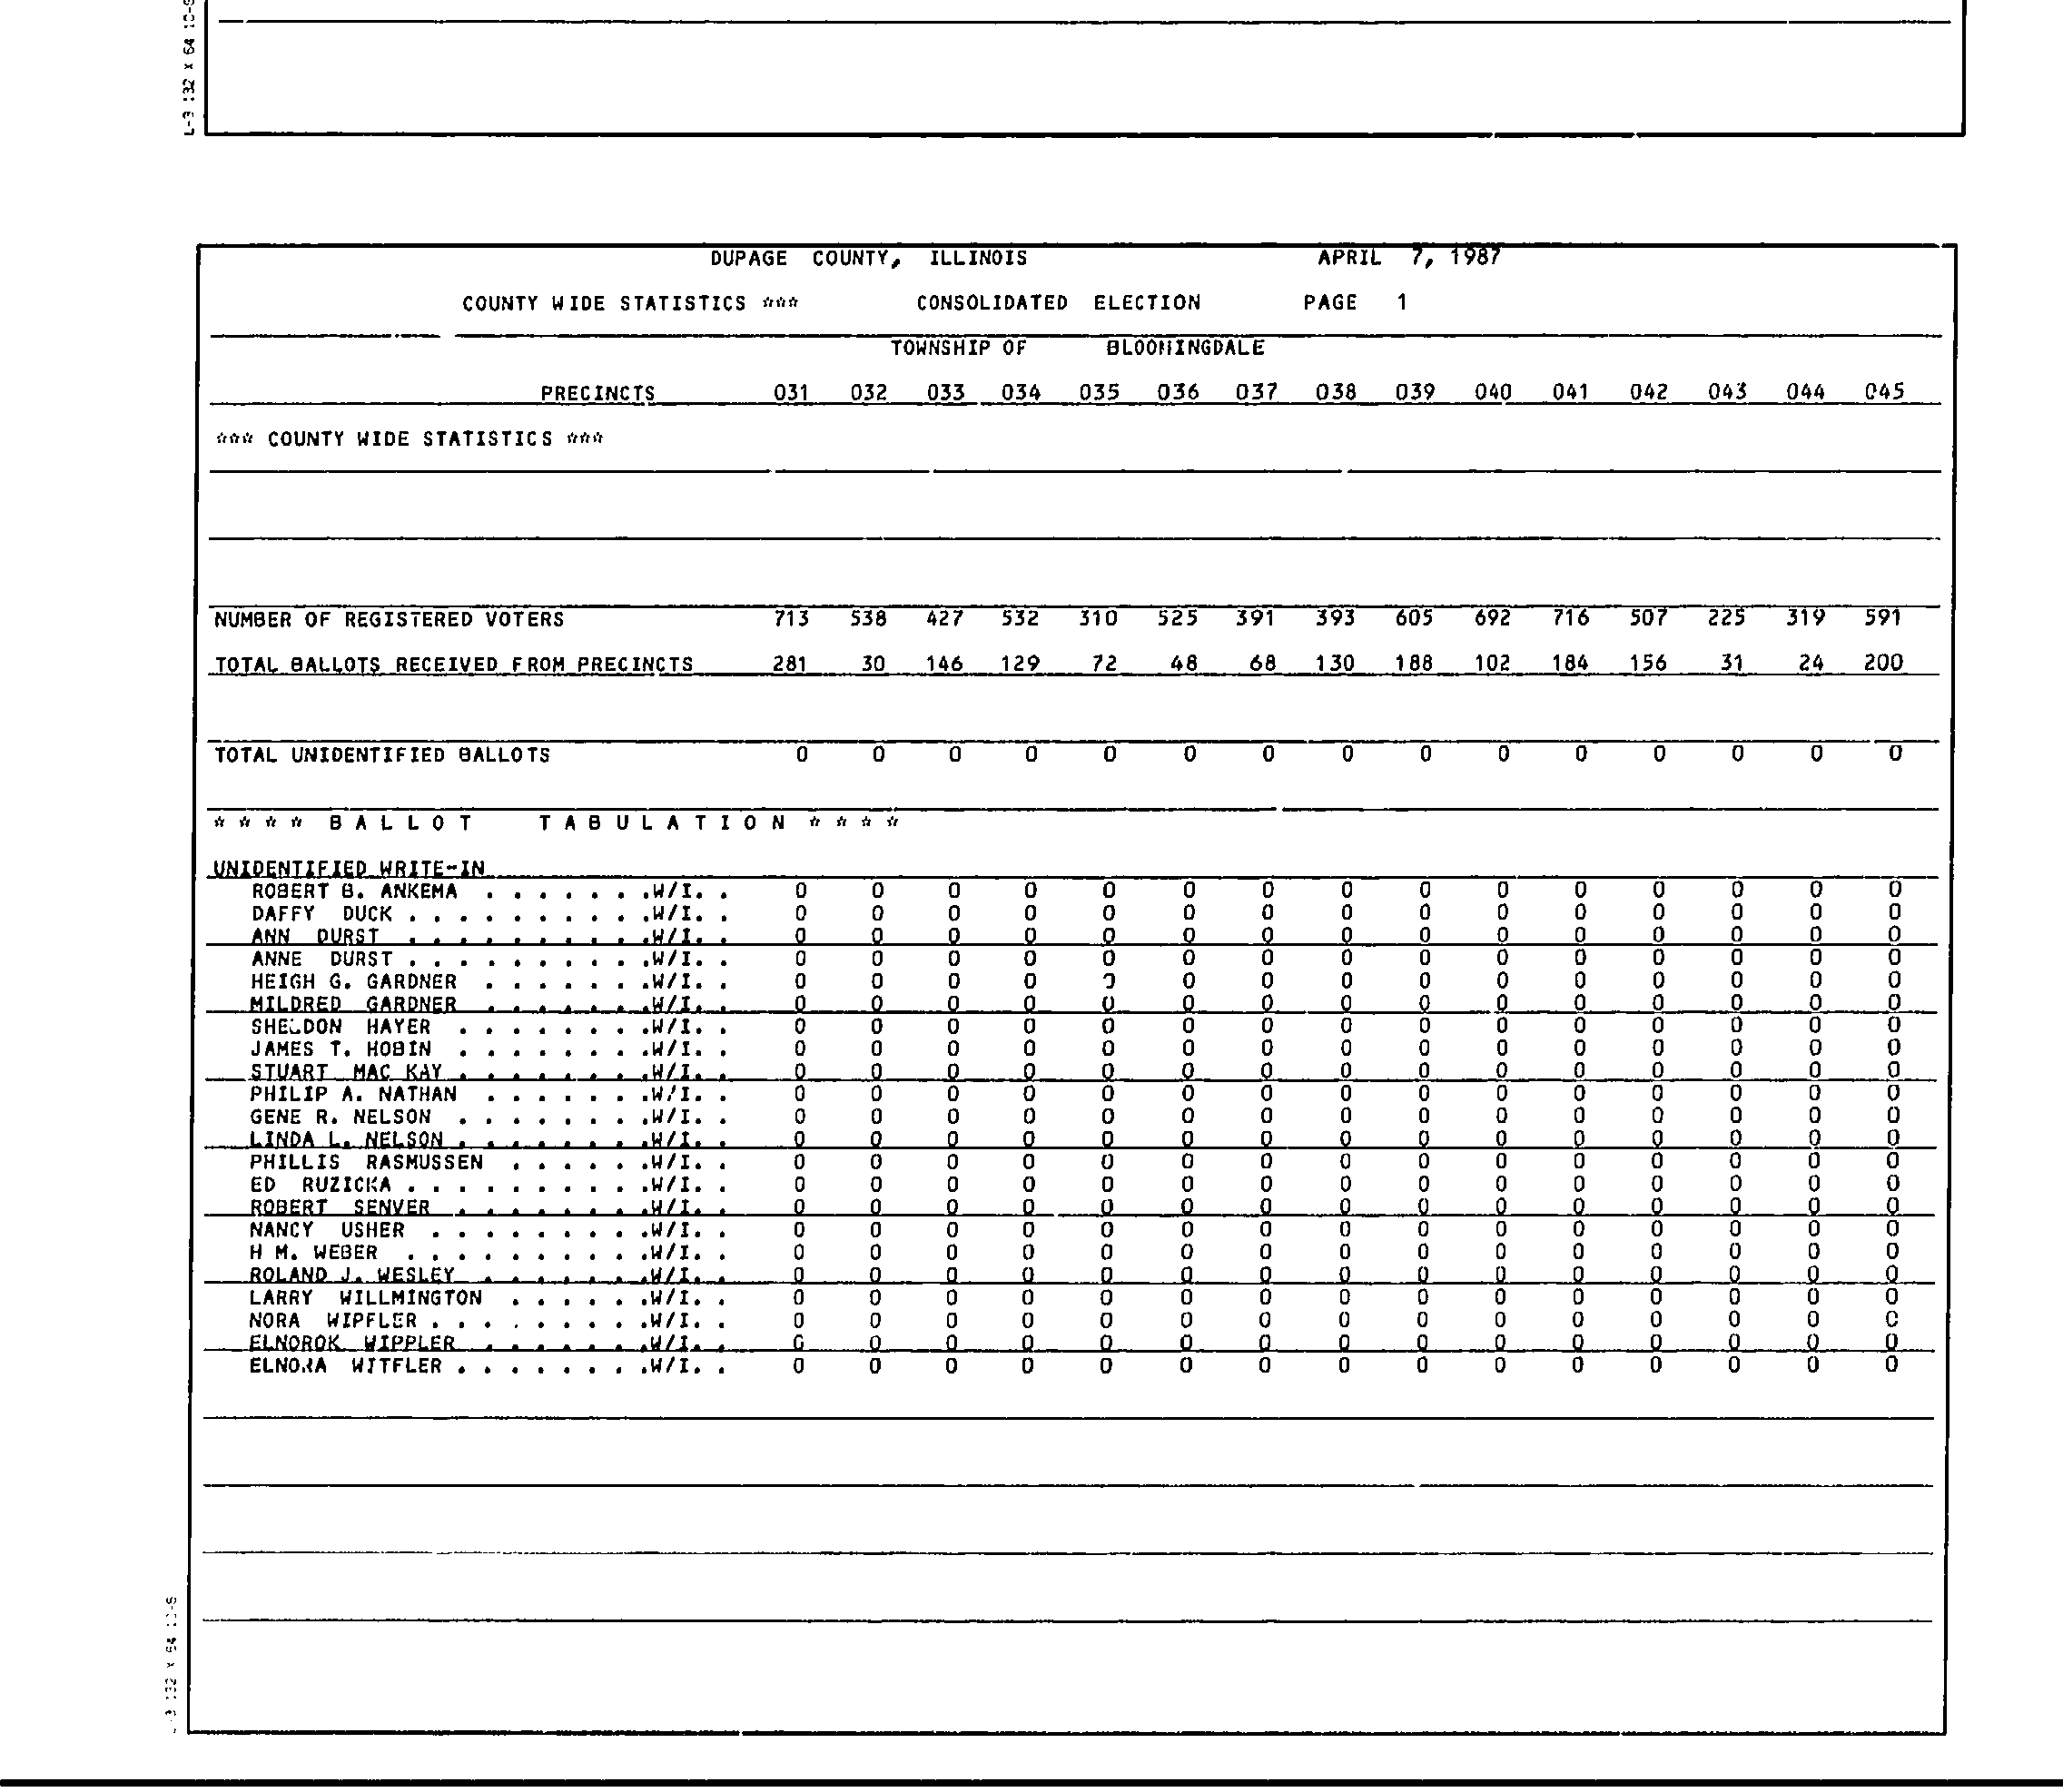 L-3 132 X 64 10-8
DUPAGE COUNTY, ILLINOIS APRIL 7, 1987
COUNTY WIDE STATISTICS *** CONSOLIDATED ELECTION PAGE 1
TOWNSHIP OF BLOOMINGDALE
PRECINCTS 031 032 033 034 035 036 037 038 039 040 041 042 043 044 045
*** COUNTY WIDE STATISTICS ***
NUMBER OF REGISTERED VOTERS 713 538 427 532 310 525 391 393 605 692 716 507 225 319 591
TOTAL BALLOTS RECEIVED FROM PRECINCTS 281 30 146 129 72 48 68 130 188 102 184 156 31 24 200
TOTAL UNIDENTIFIED BALLOTS 0 0 0 0 0 0 0 0 0 0 0 0 0 0 0
* * * * B A L L O T T A B U L A T I O N * * * *
UNIDENTIFIED WRITE-IN
ROBERT B. ANKEMA . . . . . . .W/I. . 0 0 0 0 0 0 0 0 0 0 0 0 0 0 0
DAFFY DUCK . . . . . . . . . .W/I. . 0 0 0 0 0 0 0 0 0 0 0 0 0 0 0
ANN DURST . . . . . . . . . .W/I. . 0 0 0 0 0 0 0 0 0 0 0 0 0 0 0
ANNE DURST . . . . . . . . . .W/I. . 0 0 0 0 0 0 0 0 0 0 0 0 0 0 0
HEIGH G. GARDNER . . . . . . .W/I. . 0 0 0 0 0 0 0 0 0 0 0 0 0 0 0
MILDRED GARDNER . . . . . . .W/I. . 0 0 0 0 0 0 0 0 0 0 0 0 0 0 0
SHELDON HAYER . . . . . . . .W/I. . 0 0 0 0 0 0 0 0 0 0 0 0 0 0 0
JAMES T. HOBIN . . . . . . . .W/I. . 0 0 0 0 0 0 0 0 0 0 0 0 0 0 0
STUART MAC KAY . . . . . . . .W/I. . 0 0 0 0 0 0 0 0 0 0 0 0 0 0 0
PHILIP A. NATHAN . . . . . . .W/I. . 0 0 0 0 0 0 0 0 0 0 0 0 0 0 0
GENE R. NELSON . . . . . . . .W/I. . 0 0 0 0 0 0 0 0 0 0 0 0 0 0 0
LINDA L. NELSON . . . . . . . .W/I. . 0 0 0 0 0 0 0 0 0 0 0 0 0 0 0
PHILLIS RASMUSSEN . . . . . .W/I. . 0 0 0 0 0 0 0 0 0 0 0 0 0 0 0
ED RUZICKA . . . . . . . . . .W/I. . 0 0 0 0 0 0 0 0 0 0 0 0 0 0 0
ROBERT SENVER . . . . . . . .W/I. . 0 0 0 0 0 0 0 0 0 0 0 0 0 0 0
NANCY USHER . . . . . . . . .W/I. . 0 0 0 0 0 0 0 0 0 0 0 0 0 0 0
H M. WEBER . . . . . . . . . .W/I. . 0 0 0 0 0 0 0 0 0 0 0 0 0 0 0
ROLAND J. WESLEY . . . . . . .W/I. . 0 0 0 0 0 0 0 0 0 0 0 0 0 0 0
LARRY WILLMINGTON . . . . . .W/I. . 0 0 0 0 0 0 0 0 0 0 0 0 0 0 0
NORA WIPFLER . . . . . . . . .W/I. . 0 0 0 0 0 0 0 0 0 0 0 0 0 0 0
ELNOROK WIPPLER . . . . . . .W/I. . 0 0 0 0 0 0 0 0 0 0 0 0 0 0 0
ELNORA WITFLER . . . . . . . .W/I. . 0 0 0 0 0 0 0 0 0 0 0 0 0 0 0
L-3 132 X 64 10-8